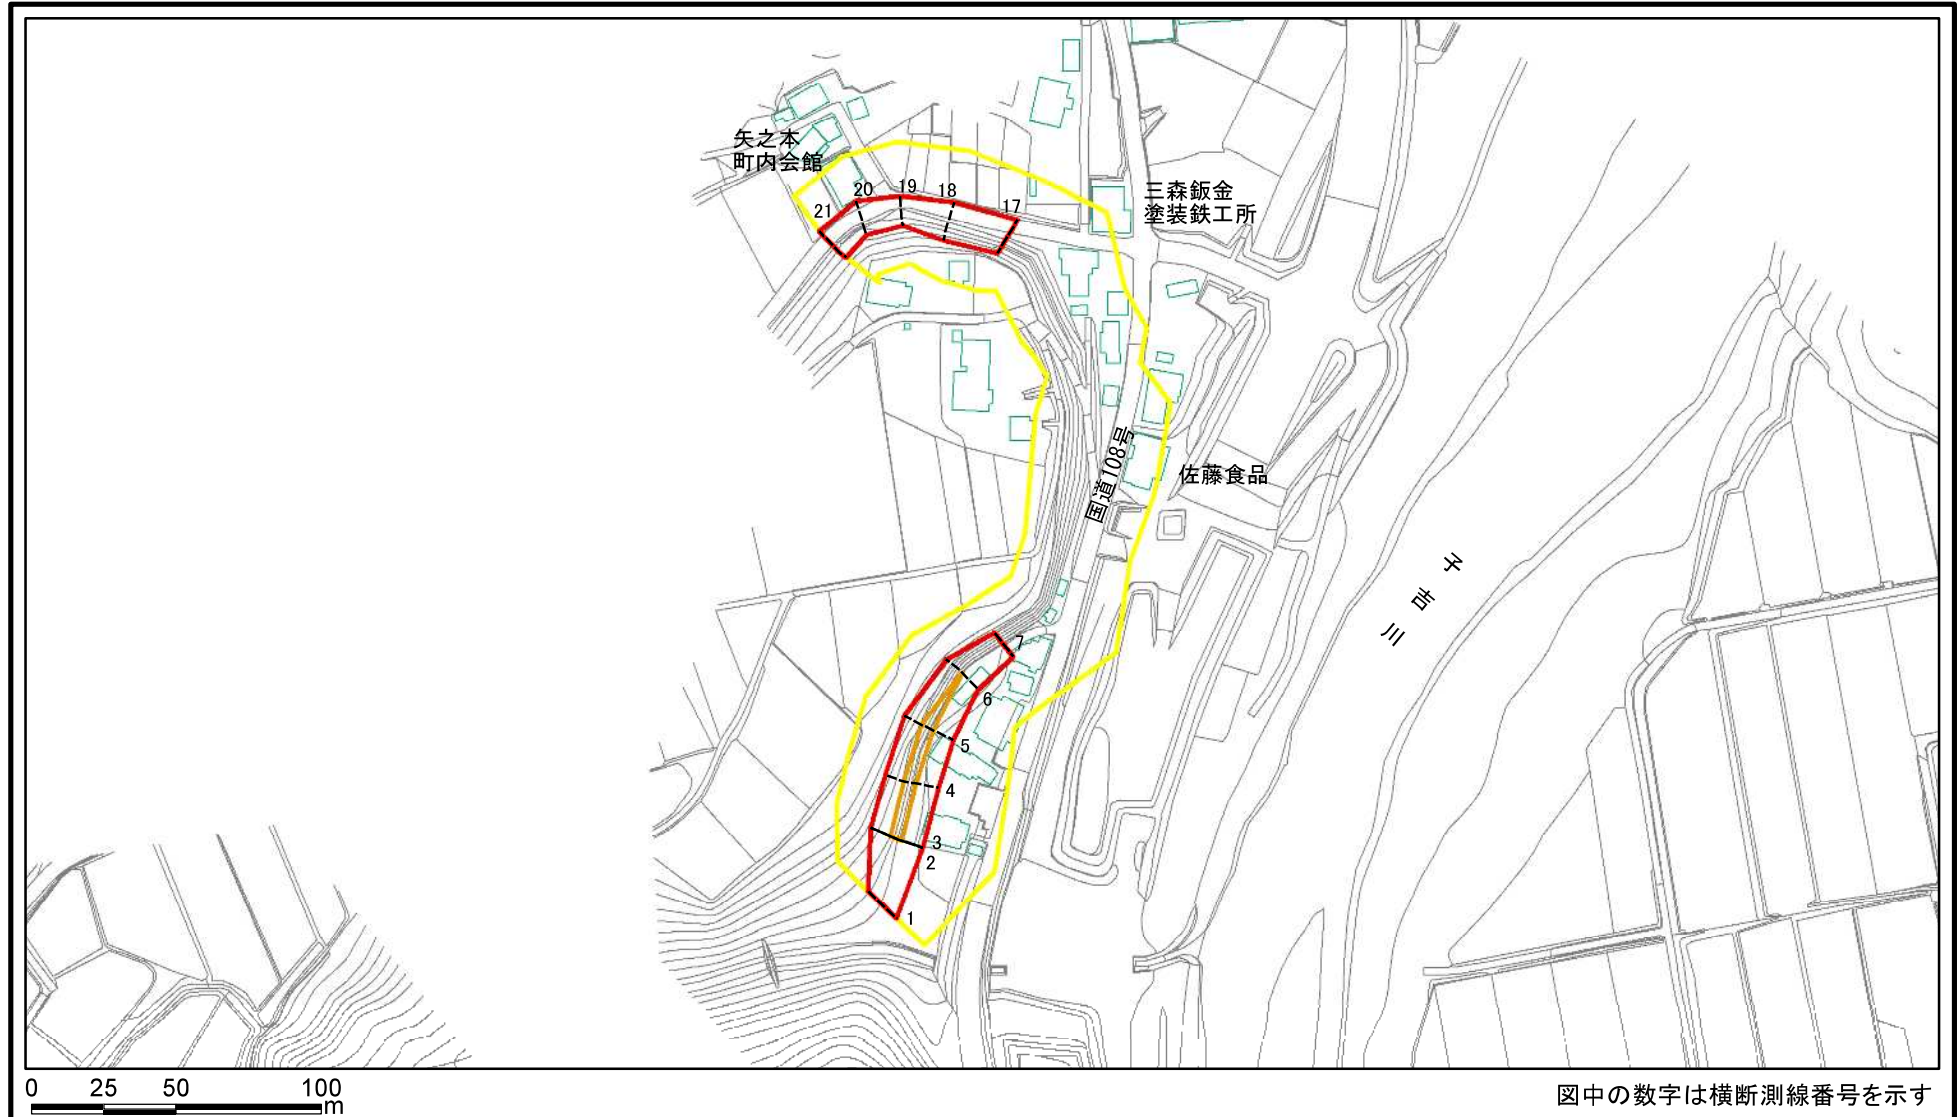 矢之本
町内会館
三森鈑金
塗装鉄工所
21
20
19
18
17
国道108号
佐藤食品
子吉川
7
6
5
4
3
2
1
0 25 50 100
m
図中の数字は横断測線番号を示す